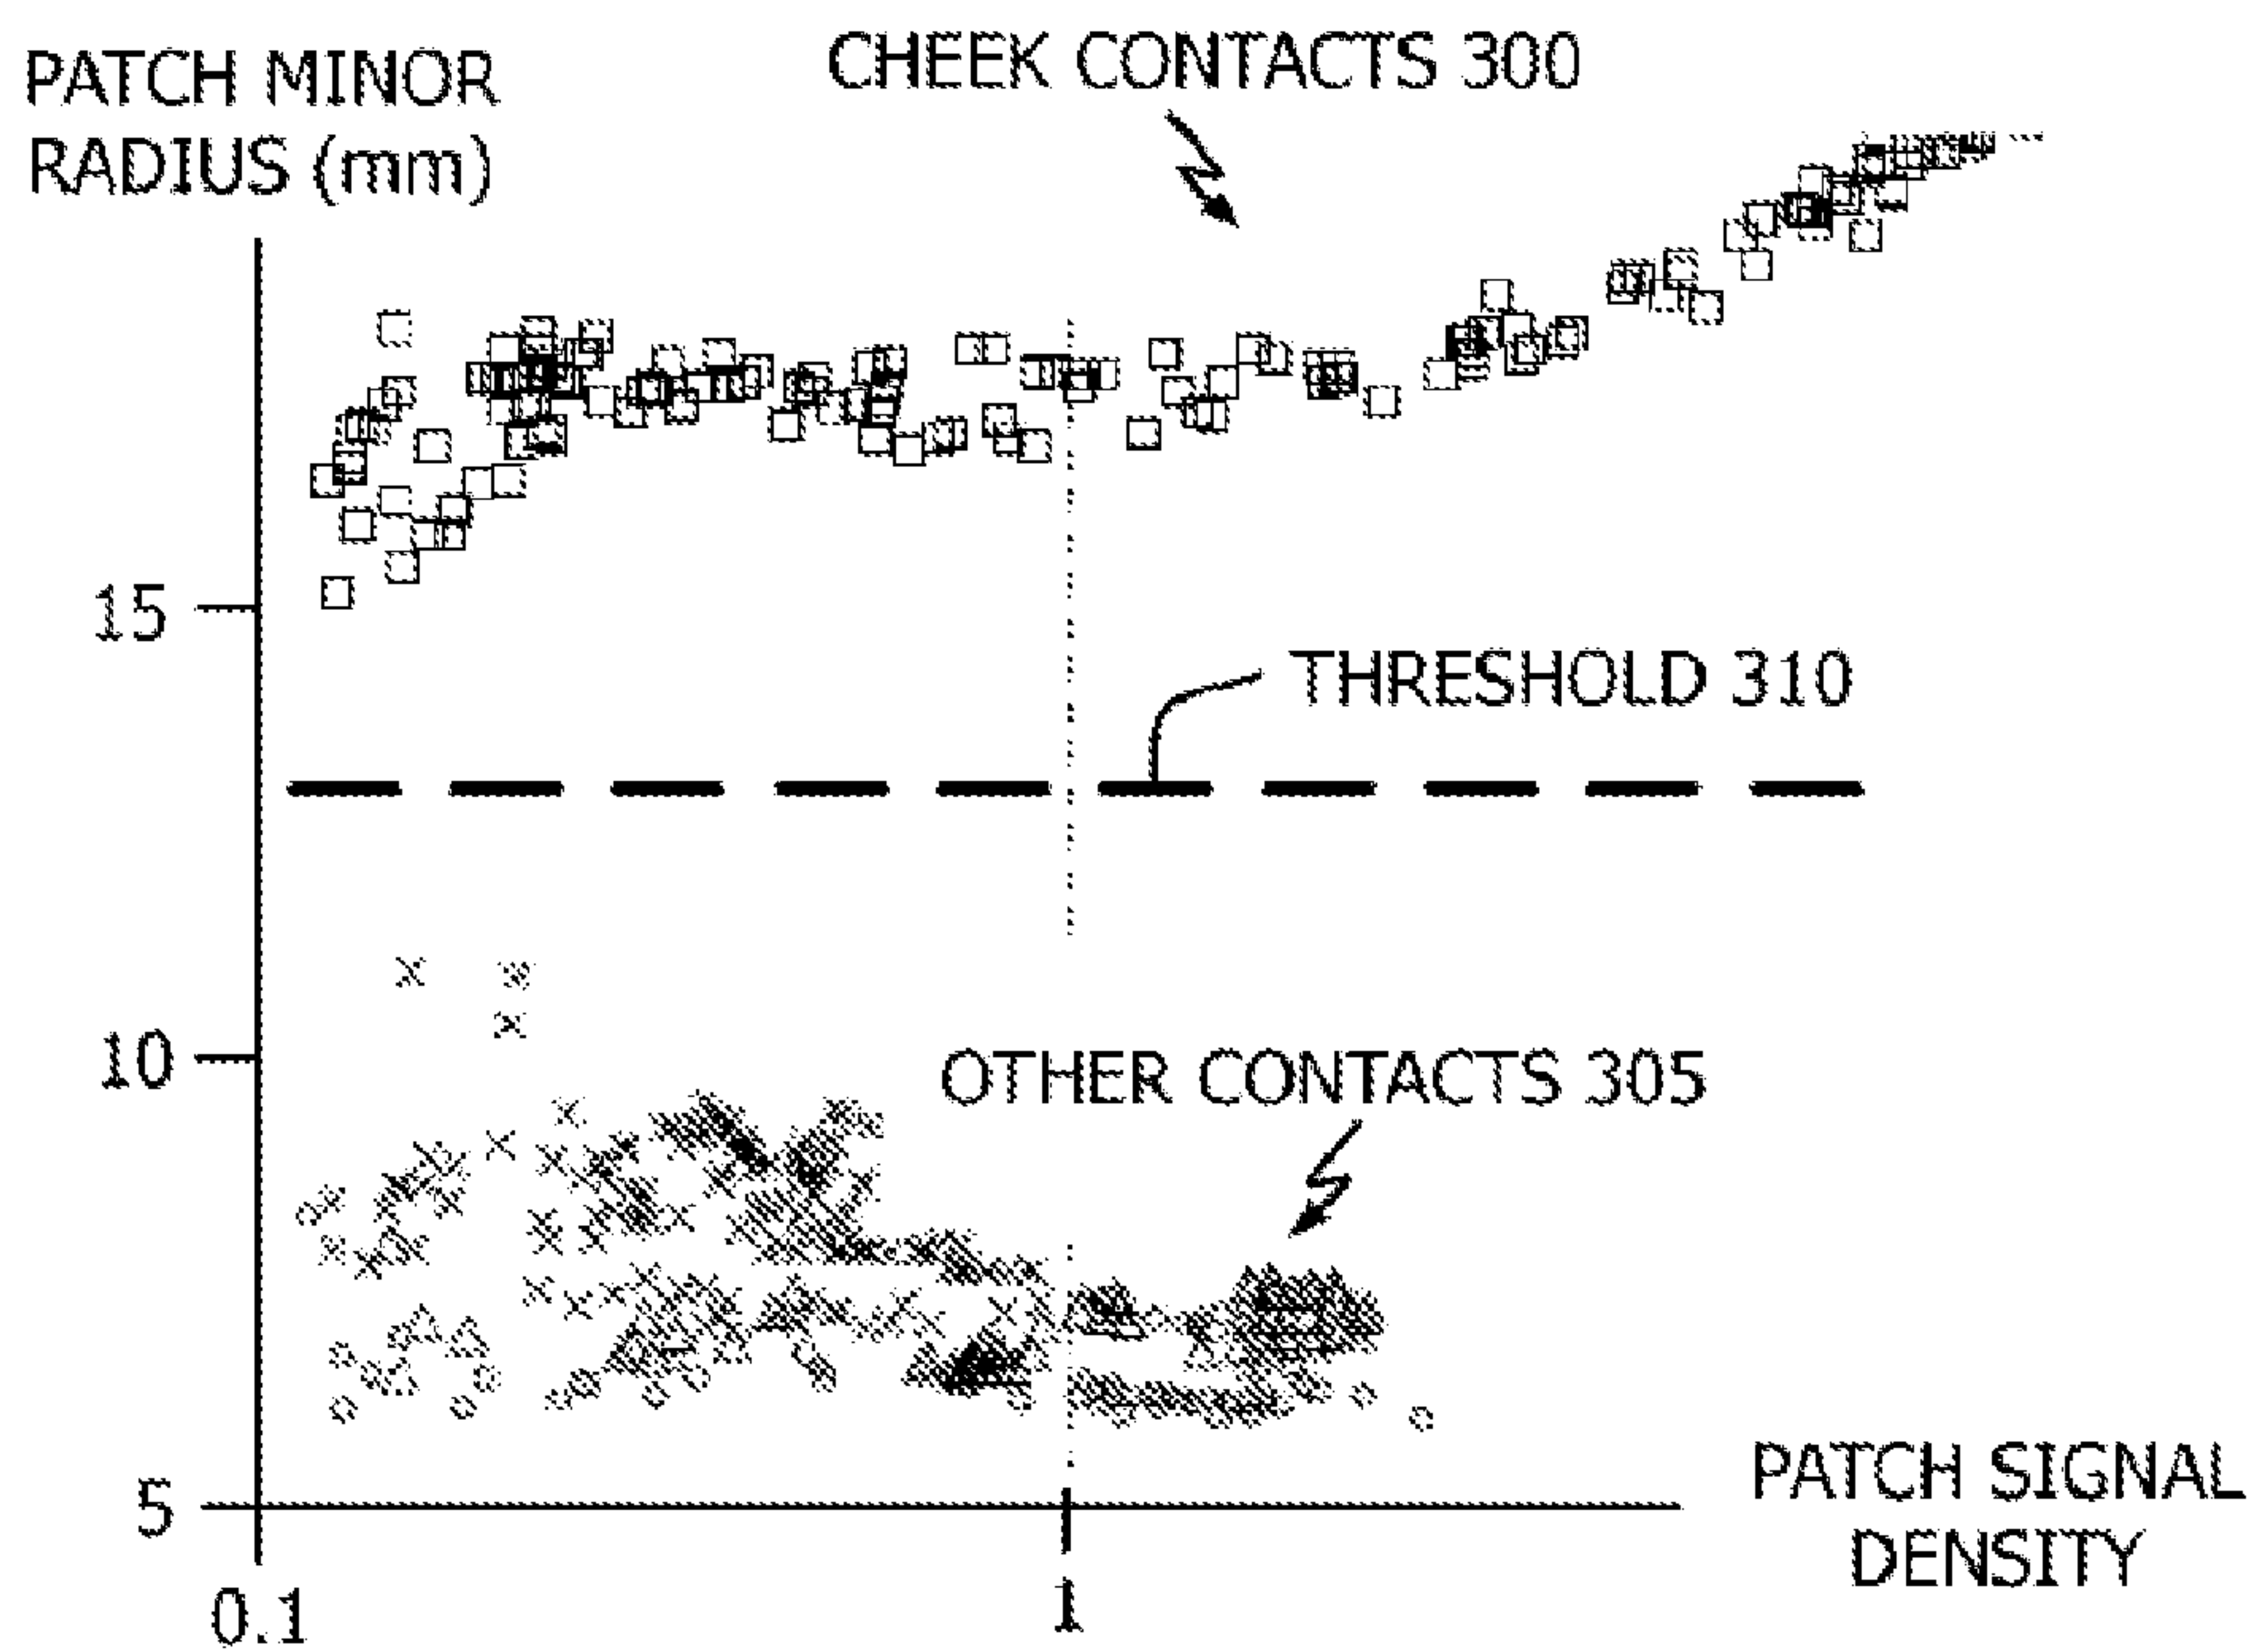 PATCH MINOR
RADIUS (mm)
CHEEK CONTACTS 300
15
THRESHOLD 310
10
OTHER CONTACTS 305
5
PATCH SIGNAL
DENSITY
0.1
1